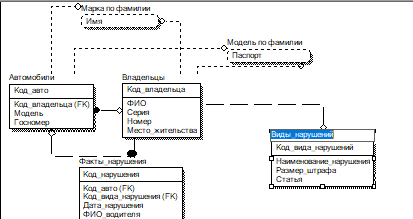 Марка по фамилии
Имя
Модель по фамилии
Паспорт
Автомобили
Код_авто
Код_владельца (FK)
Модель
Госномер
Владельцы
Код_владельца
ФИО
Серия
Номер
Место_жительства
Виды_нарушений
Код_вида_нарушений
Наименование_нарушения
Размер_штрафа
Статья
Факты_нарушения
Код_нарушения
Код_авто (FK)
Код_вида_нарушения (FK)
Дата_нарушения
ФИО_водителя